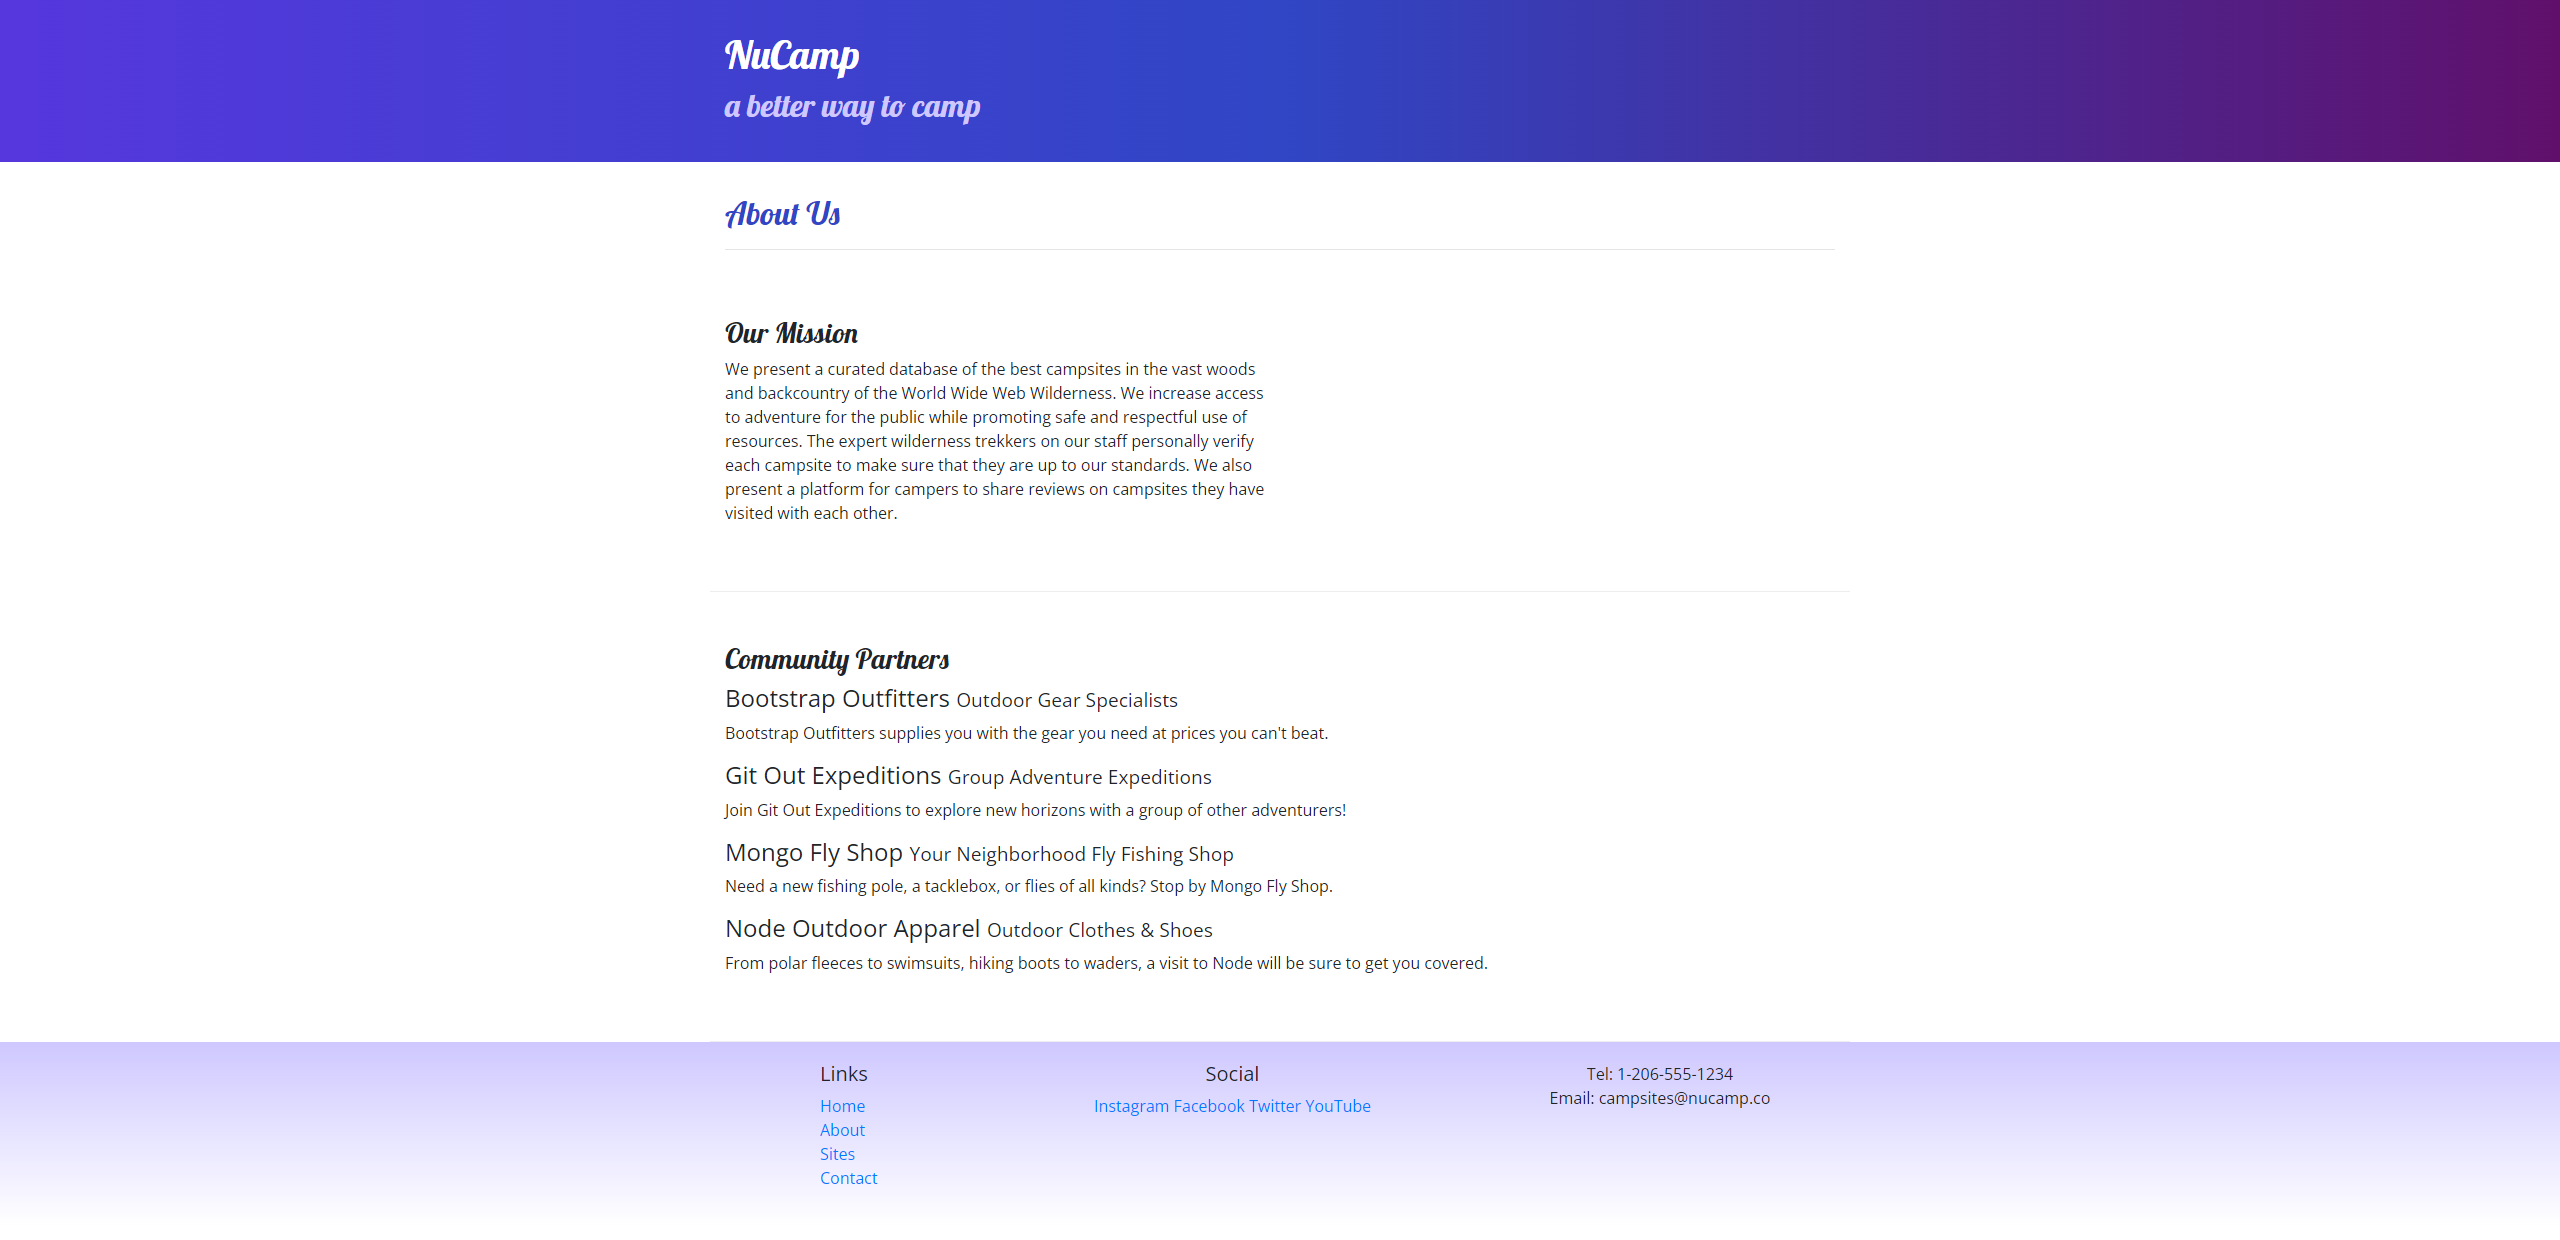 NuCamp
a better way to camp
About Us
Our Mission
We present a curated database of the best campsites in the vast woods
and backcountry of the World Wide Web Wilderness. We increase access
to adventure for the public while promoting safe and respectful use of
resources. The expert wilderness trekkers on our staff personally verify
each campsite to make sure that they are up to our standards. We also
present a platform for campers to share reviews on campsites they have
visited with each other.
Community Partners
Bootstrap Outfitters Outdoor Gear Specialists
Bootstrap Outfitters supplies you with the gear you need at prices you can't beat.
Git Out Expeditions Group Adventure Expeditions
Join Git Out Expeditions to explore new horizons with a group of other adventurers!
Mongo Fly Shop Your Neighborhood Fly Fishing Shop
Need a new fishing pole, a tacklebox, or flies of all kinds? Stop by Mongo Fly Shop.
Node Outdoor Apparel Outdoor Clothes & Shoes
From polar fleeces to swimsuits, hiking boots to waders, a visit to Node will be sure to get you covered.
Links
Home
About
Sites
Contact
Social
Instagram Facebook Twitter YouTube
Tel: 1-206-555-1234
Email: campsites@nucamp.co